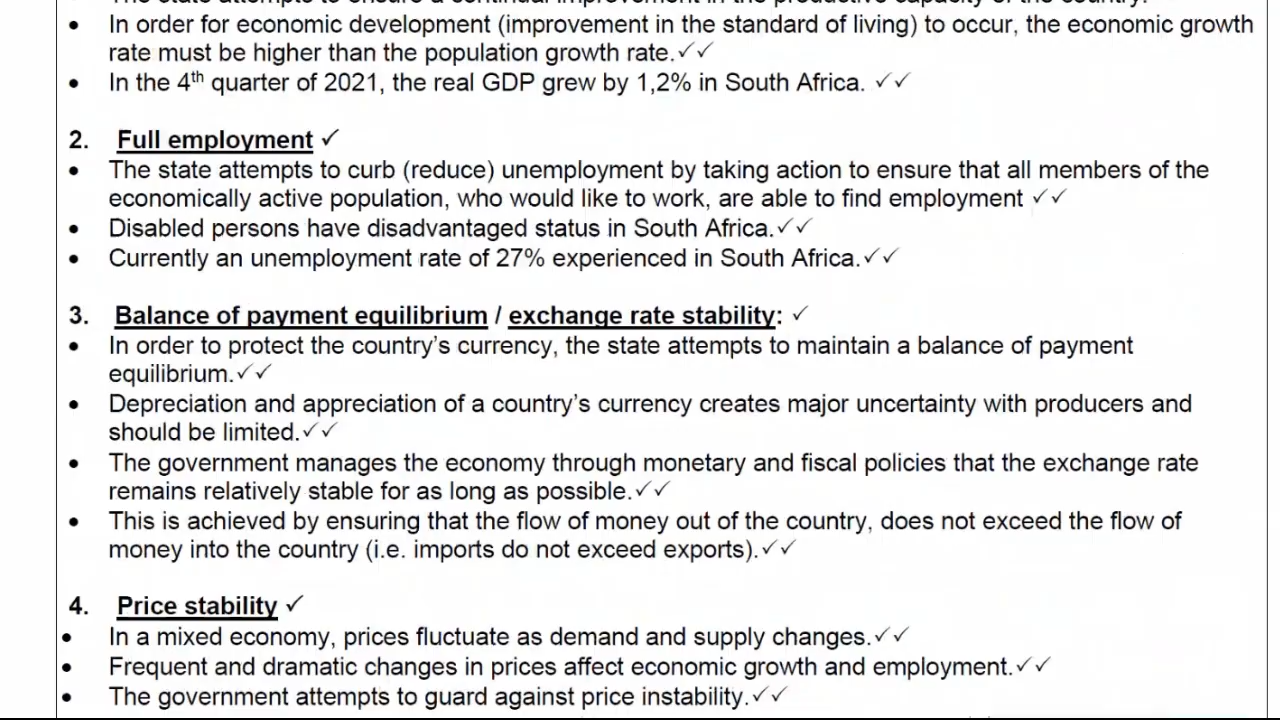 • In order for economic development (improvement in the standard of living) to occur, the economic growth
rate must be higher than the population growth rate.✓✓
• In the 4th quarter of 2021, the real GDP grew by 1,2% in South Africa. ✓✓
2. Full employment ✓
• The state attempts to curb (reduce) unemployment by taking action to ensure that all members of the
economically active population, who would like to work, are able to find employment ✓✓
• Disabled persons have disadvantaged status in South Africa.✓✓
• Currently an unemployment rate of 27% experienced in South Africa.✓✓
3. Balance of payment equilibrium / exchange rate stability: ✓
• In order to protect the country's currency, the state attempts to maintain a balance of payment
equilibrium.✓✓
• Depreciation and appreciation of a country's currency creates major uncertainty with producers and
should be limited.✓✓
• The government manages the economy through monetary and fiscal policies that the exchange rate
remains relatively stable for as long as possible.✓✓
• This is achieved by ensuring that the flow of money out of the country, does not exceed the flow of
money into the country (i.e. imports do not exceed exports).✓✓
4. Price stability ✓
• In a mixed economy, prices fluctuate as demand and supply changes.✓✓
• Frequent and dramatic changes in prices affect economic growth and employment.✓✓
• The government attempts to guard against price instability.✓✓